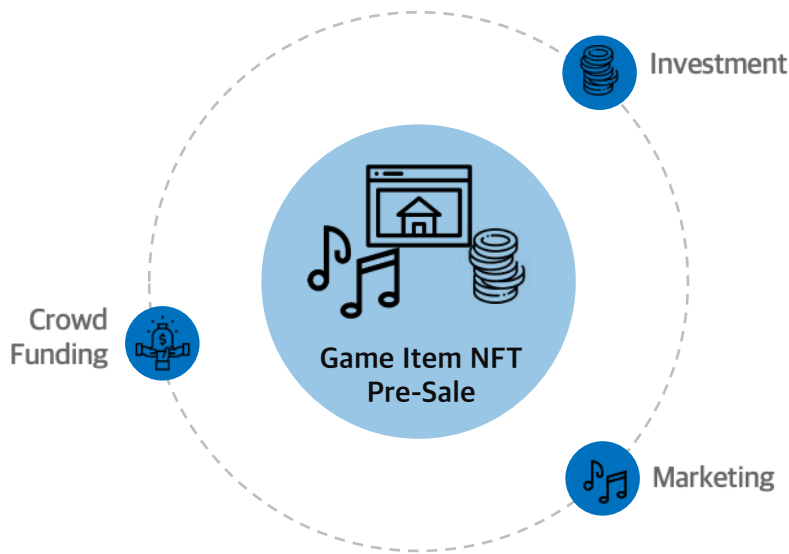 Investment
Crowd
Funding
Game Item NFT
Pre-Sale
Marketing